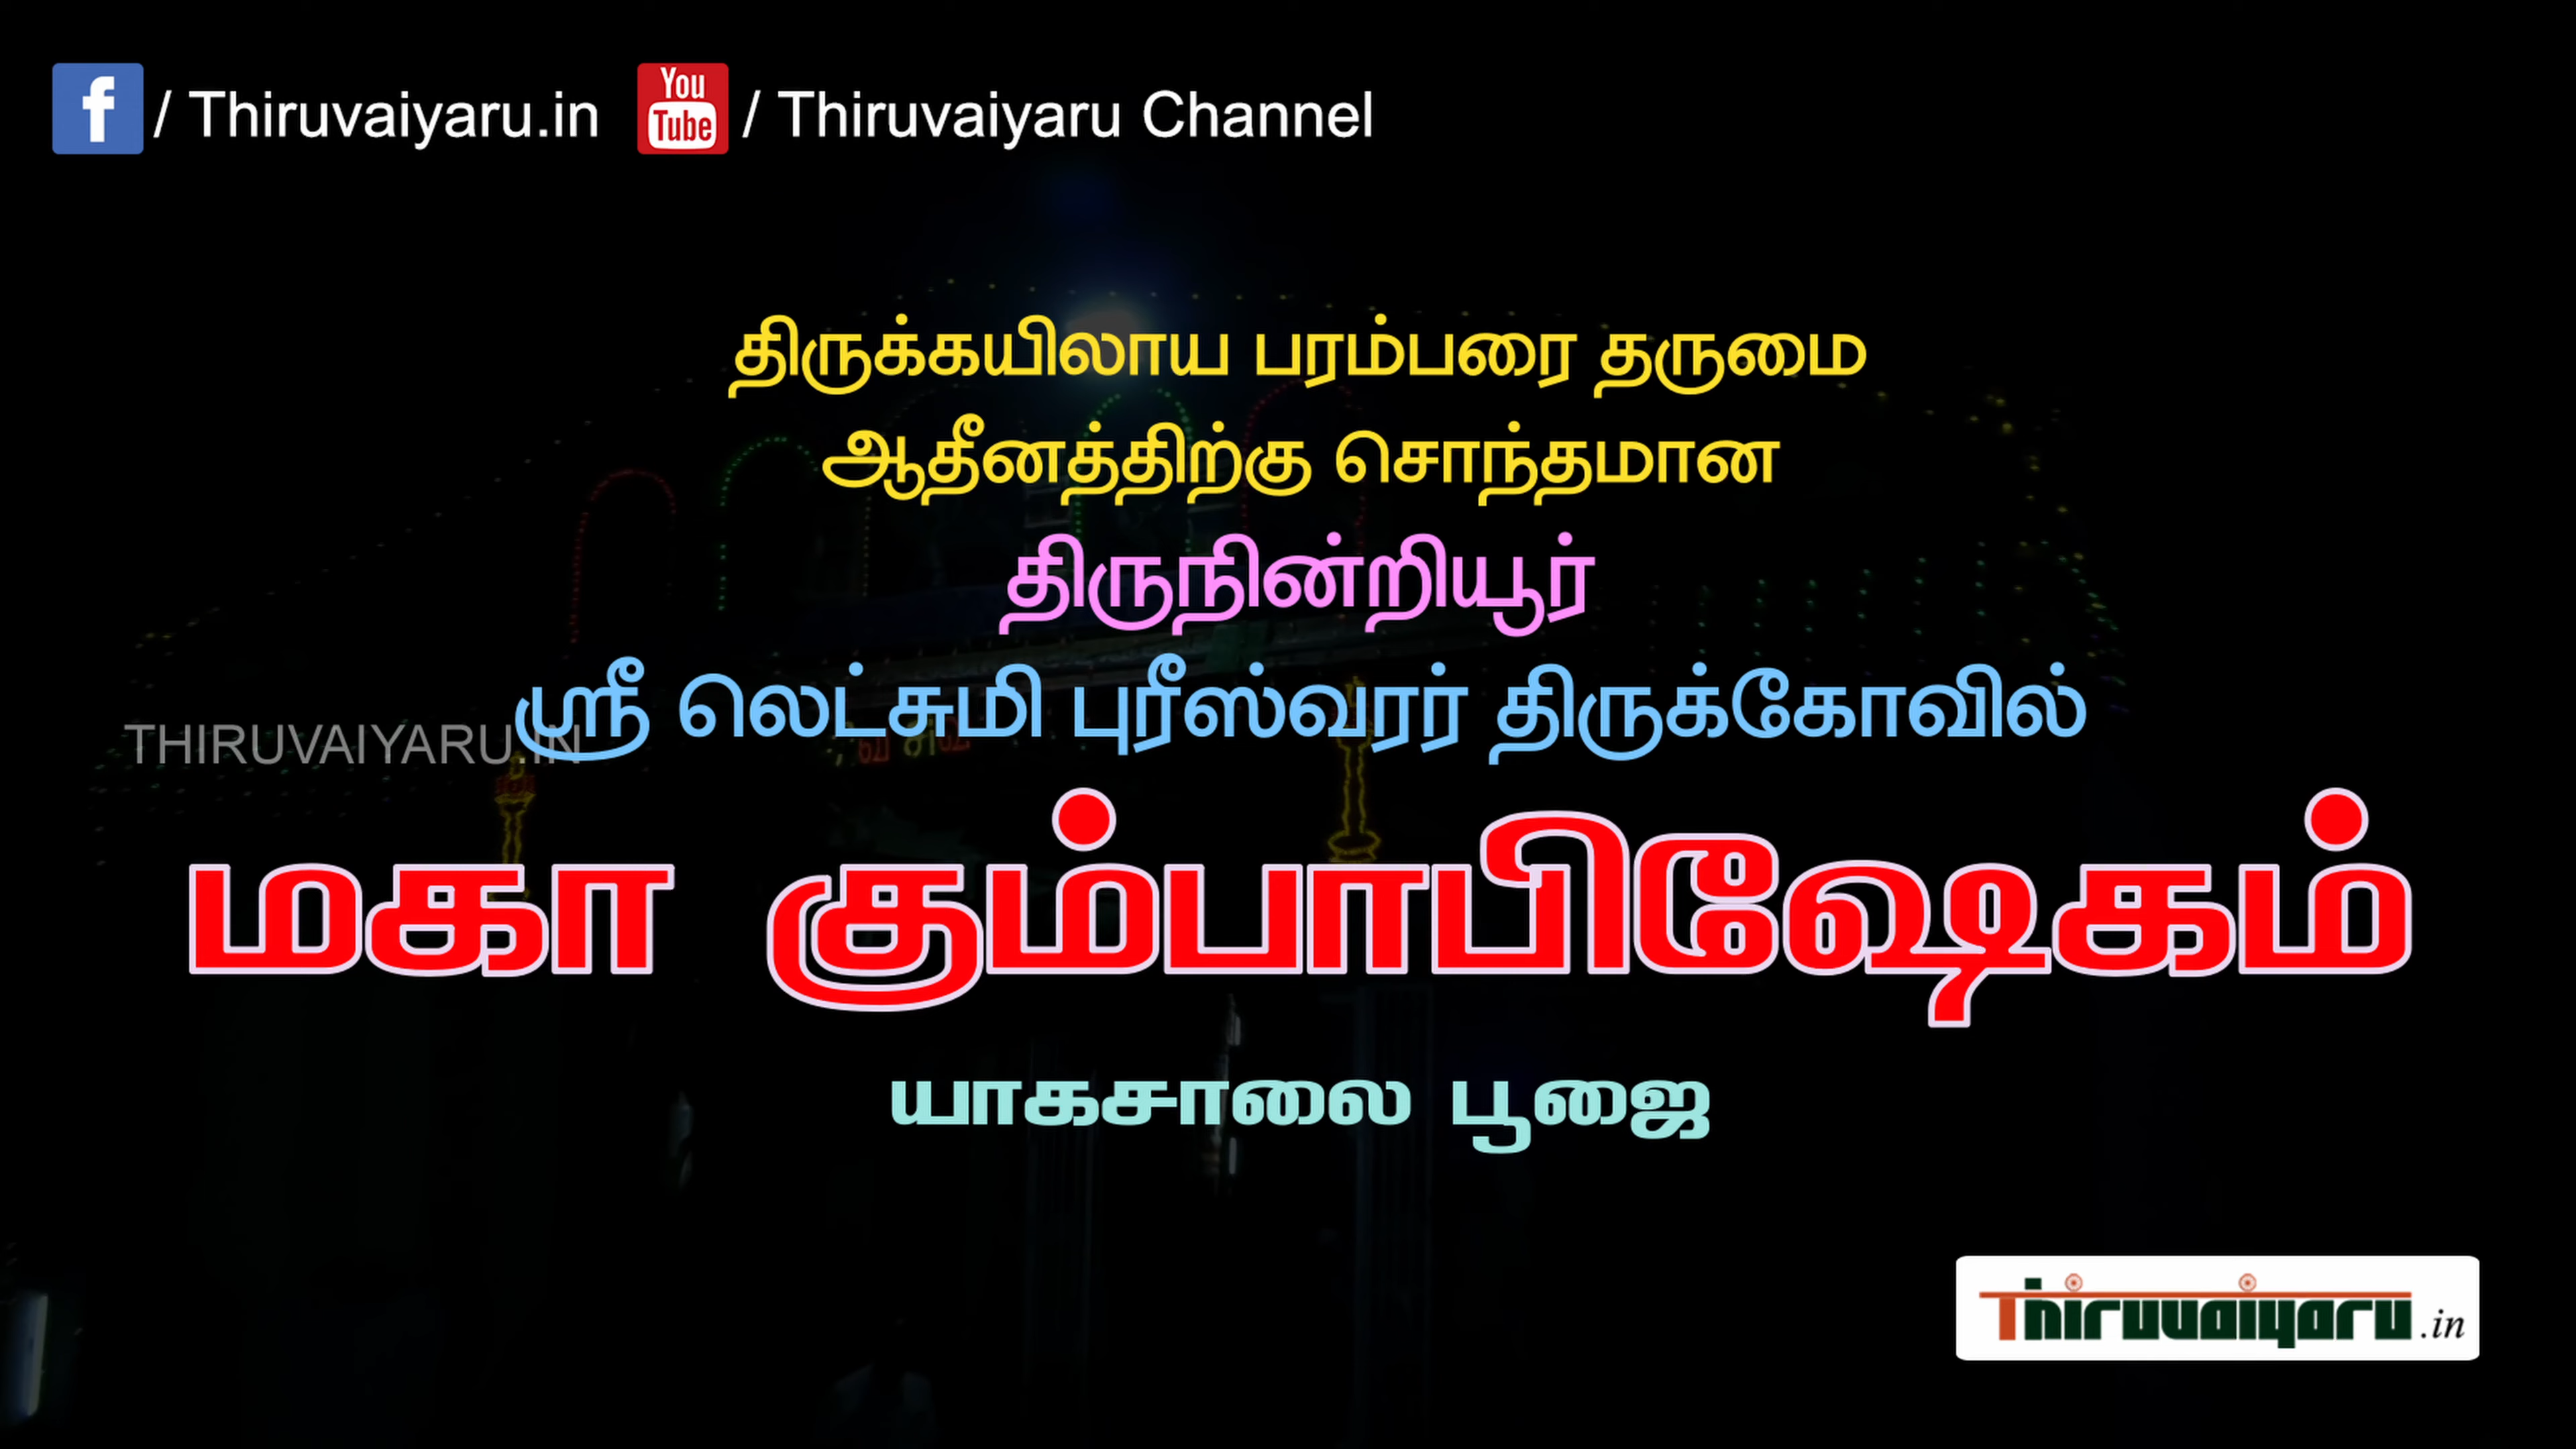 f / Thiruvaiyaru.in You Tube / Thiruvaiyaru Channel
திருக்கயிலாய பரம்பரை தருமை
ஆதீனத்திற்கு சொந்தமான
திருநின்றியூர்
ஸ்ரீ லெட்சுமி புரீஸ்வரர் திருக்கோவில்
THIRUVAIYARU.IN
மகா கும்பாபிஷேகம்
யாகசாலை பூஜை
Thiruvaiyaru.in